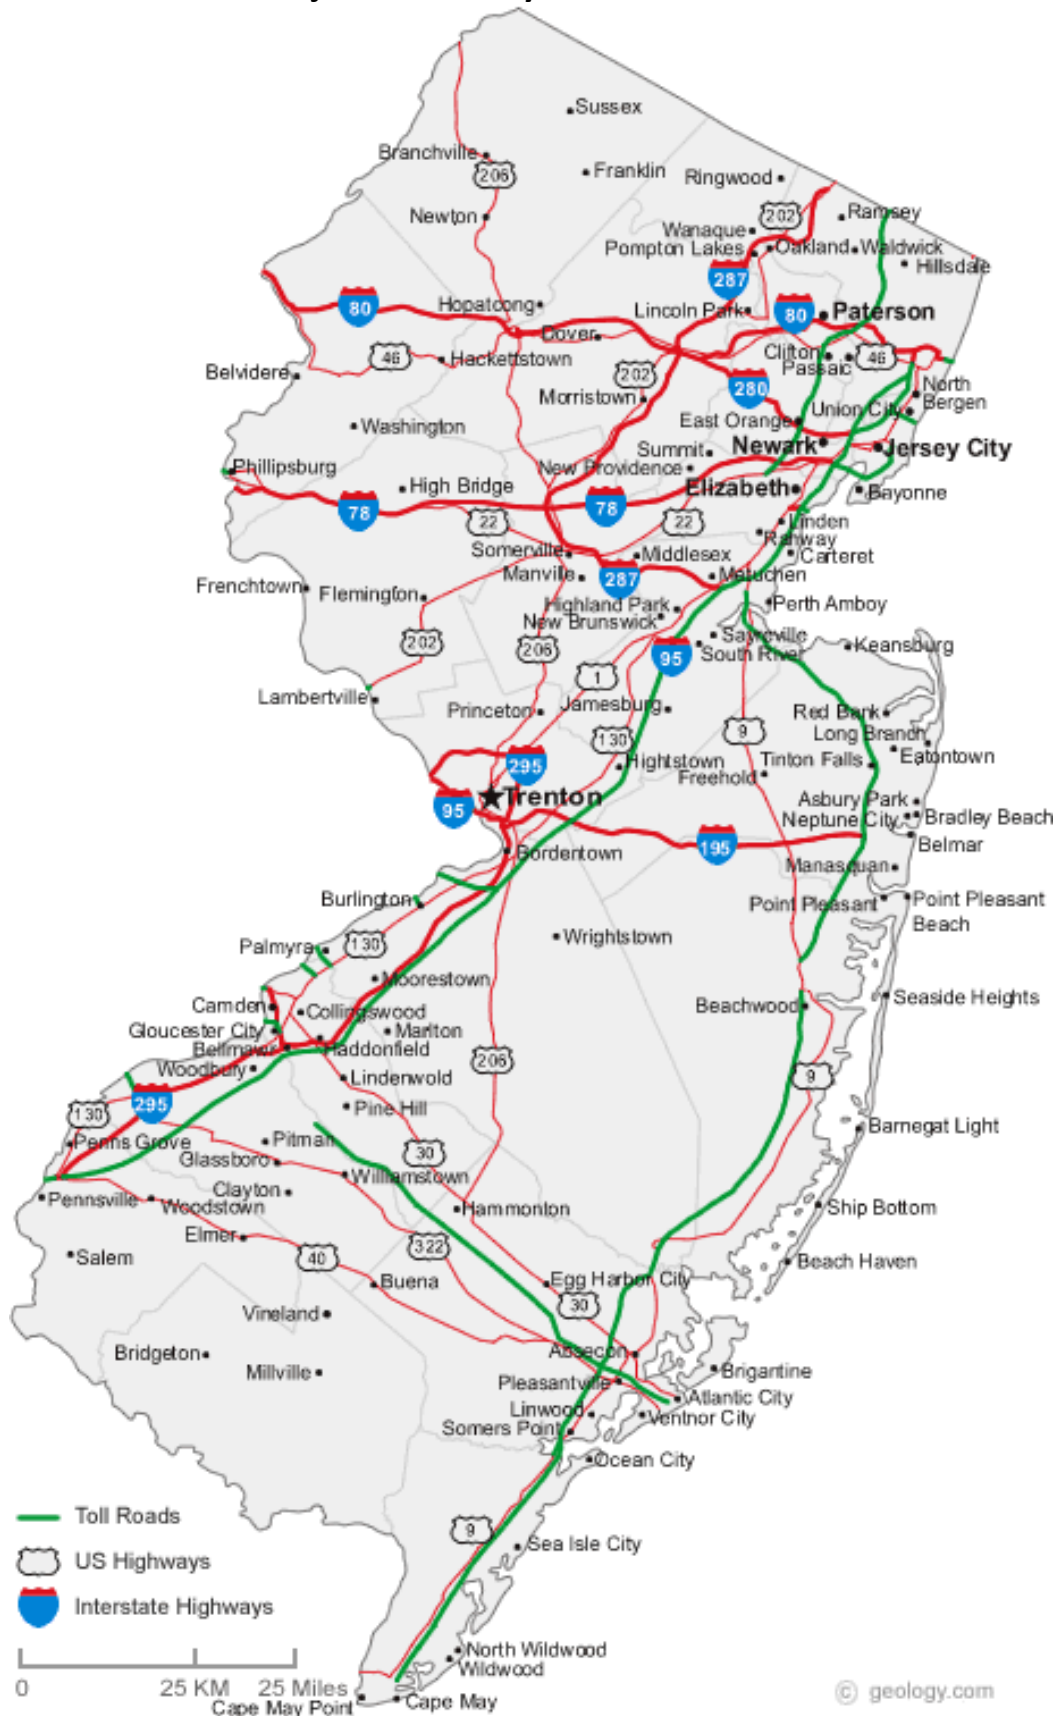 Sussex
Branchville
206
Franklin
Ringwood
Newton
202
Ramsey
Wanaque
Pompton Lakes
Oakland
Waldwick
Hillsdale
287
80
Hopatcong
Lincoln Park
80
Paterson
Dover
46
Hackettstown
Clifton
Passaic
46
Belvidere
202
280
North
Bergen
Morristown
Union City
East Orange
Washington
Newark
Jersey City
Summit
New Providence
Phillipsburg
High Bridge
Elizabeth
Bayonne
78
78
22
22
Linden
Rahway
Somerville
Middlesex
Carteret
Manville
287
Metuchen
Frenchtown
Flemington
Highland Park
Perth Amboy
New Brunswick
Sayreville
202
206
95
South River
Keansburg
1
Lambertville
Princeton
Jamesburg
Red Bank
130
9
Long Branch
Eatontown
295
Hightstown
Tinton Falls
Freehold
95
Trenton
Asbury Park
Neptune City
Bradley Beach
195
Belmar
Bordentown
Manasquan
Burlington
Point Pleasant
Point Pleasant
Beach
Palmyra
130
Wrightstown
Moorestown
Camden
Collingswood
Beachwood
Seaside Heights
Gloucester City
Marlton
Bellmawr
Haddonfield
Woodbury
206
Lindenwold
9
295
130
Pine Hill
Penns Grove
Pitman
Barnegat Light
Glassboro
30
Williamstown
Pennsville
Woodstown
Clayton
Hammonton
Ship Bottom
Elmer
322
Salem
40
Beach Haven
Buena
Egg Harbor City
30
Vineland
Bridgeton
Absecon
Millville
Brigantine
Pleasantville
Atlantic City
Linwood
Ventnor City
Somers Point
Ocean City
Toll Roads
9
Sea Isle City
US Highways
Interstate Highways
North Wildwood
Wildwood
0
25 KM
25 Miles
Cape May Point
Cape May
© geology.com